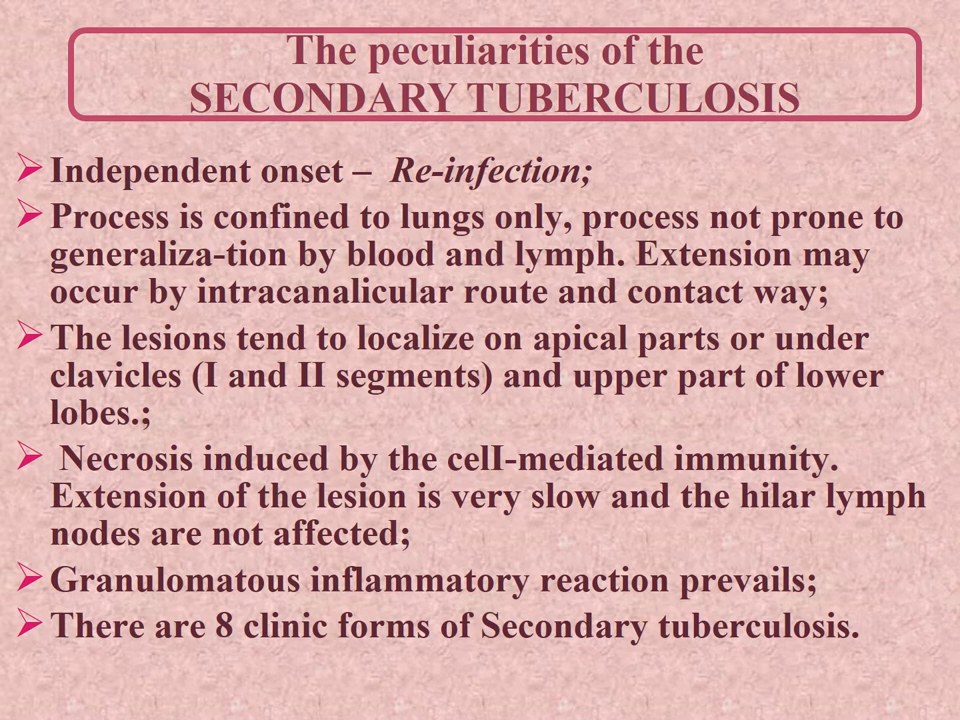 The peculiarities of the
SECONDARY TUBERCULOSIS
➢ Independent onset – Re-infection;
➢ Process is confined to lungs only, process not prone to
generaliza-tion by blood and lymph. Extension may
occur by intracanalicular route and contact way;
➢ The lesions tend to localize on apical parts or under
clavicles (I and II segments) and upper part of lower
lobes.;
➢ Necrosis induced by the celI-mediated immunity.
Extension of the lesion is very slow and the hilar lymph
nodes are not affected;
➢ Granulomatous inflammatory reaction prevails;
➢ There are 8 clinic forms of Secondary tuberculosis.